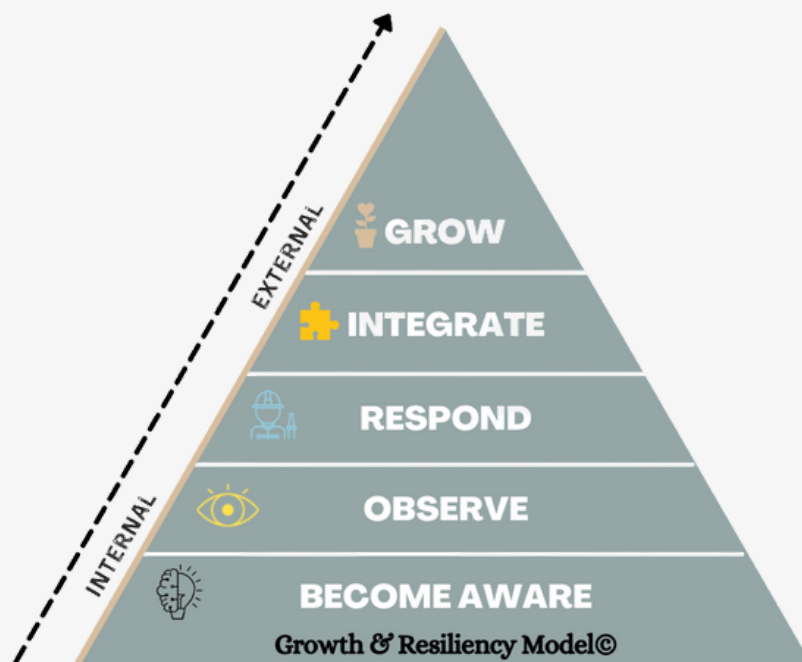 EXTERNAL
GROW
INTEGRATE
RESPOND
INTERNAL
OBSERVE
BECOME AWARE
Growth & Resiliency Model©